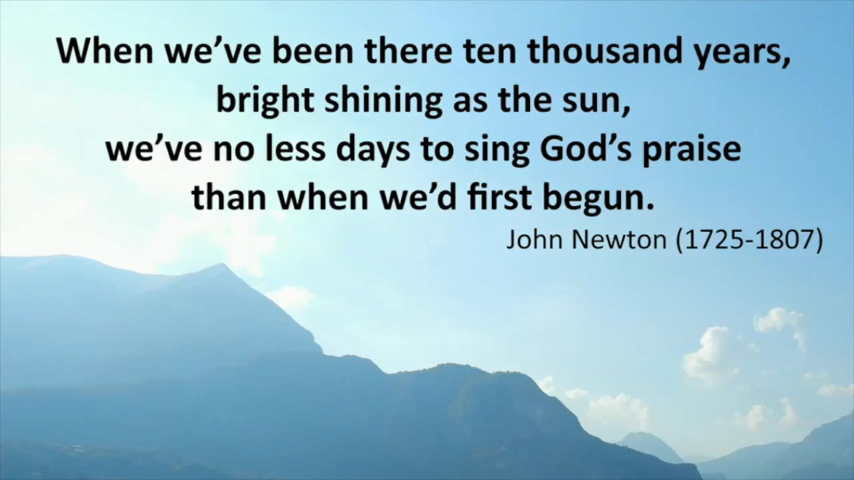 When we’ve been there ten thousand years,
bright shining as the sun,
we’ve no less days to sing God’s praise
than when we’d first begun.
John Newton (1725-1807)